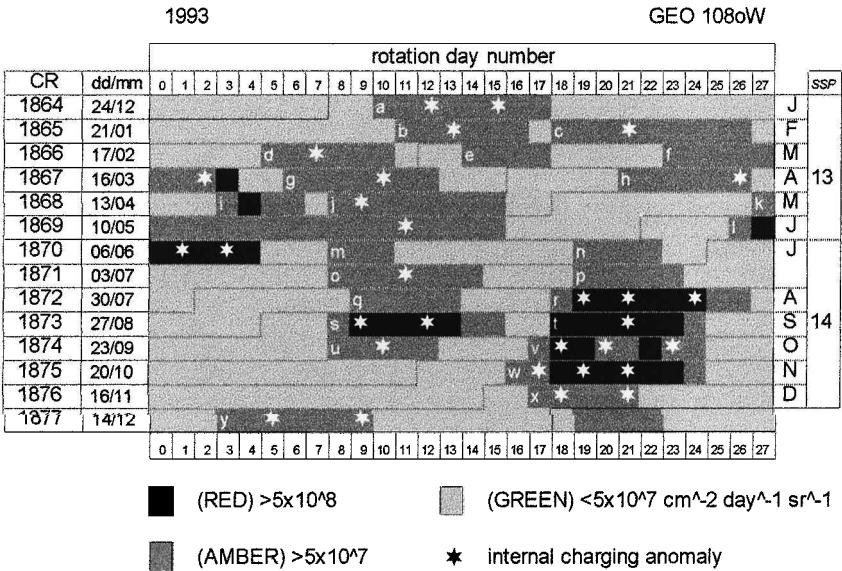 1993 GEO 108oW
rotation day number
CR dd/mm 0 1 2 3 4 5 6 7 8 9 10 11 12 13 14 15 16 17 18 19 20 21 22 23 24 25 26 27 SSP
1864 24/12 a J
1865 21/01 b c F
1866 17/02 d e f M
1867 16/03 g h A 13
1868 13/04 i j k M
1869 10/05 l J
1870 06/06 m n J
1871 03/07 o p
1872 30/07 q r A
1873 27/08 s t S 14
1874 23/09 u v O
1875 20/10 w N
1876 16/11 x D
1877 14/12 y
0 1 2 3 4 5 6 7 8 9 10 11 12 13 14 15 16 17 18 19 20 21 22 23 24 25 26 27
(RED) >5x10^8 (GREEN) <5x10^7 cm^-2 day^-1 sr^-1
(AMBER) >5x10^7 internal charging anomaly